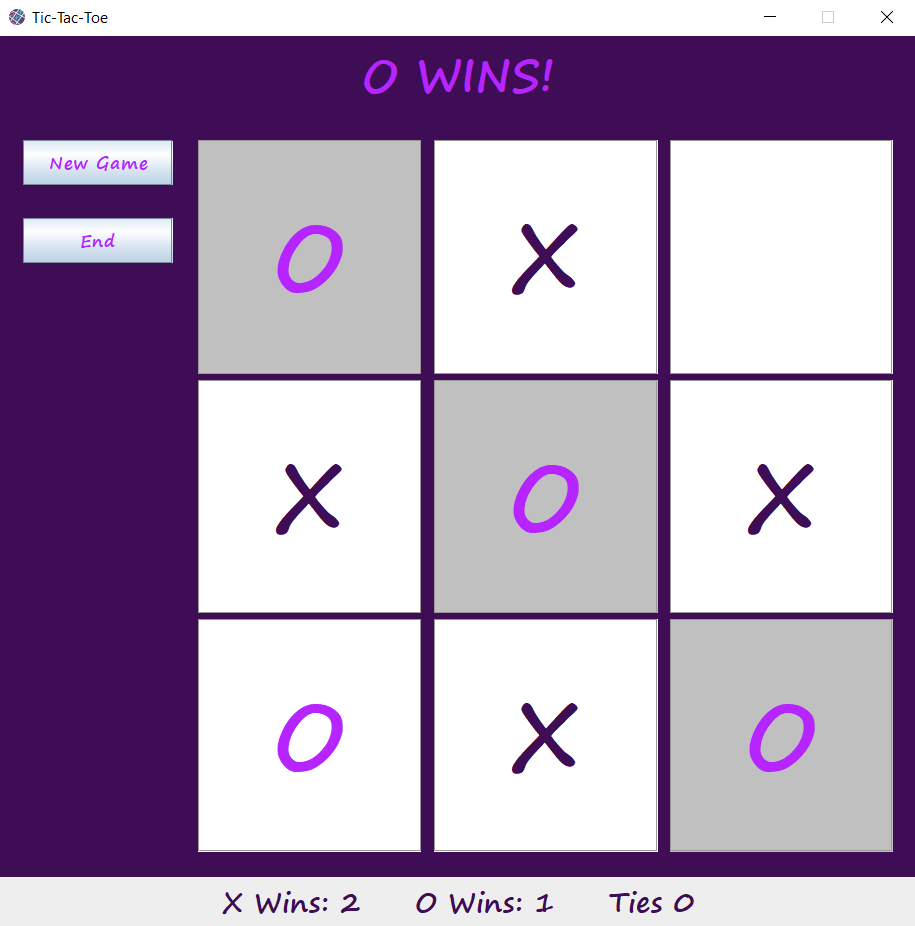 Tic-Tac-Toe
O WINS!
New Game
End
O X
X O X
O X O
X Wins: 2 O Wins: 1 Ties 0